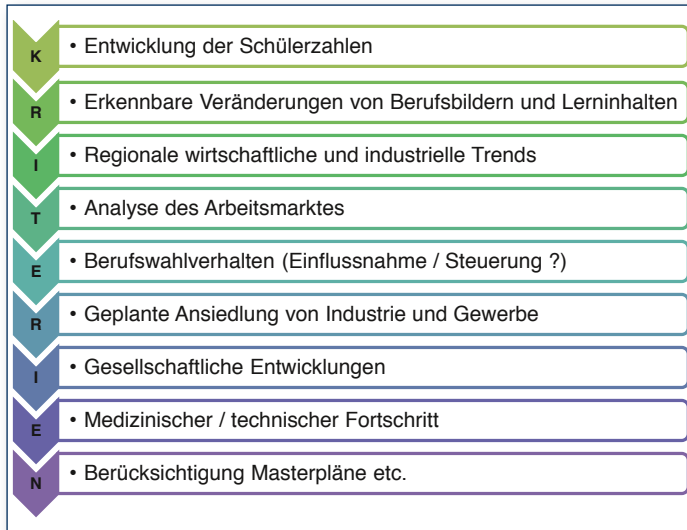 K • Entwicklung der Schülerzahlen
R • Erkennbare Veränderungen von Berufsbildern und Lerninhalten
I • Regionale wirtschaftliche und industrielle Trends
T • Analyse des Arbeitsmarktes
E • Berufswahlverhalten (Einflussnahme / Steuerung ?)
R • Geplante Ansiedlung von Industrie und Gewerbe
I • Gesellschaftliche Entwicklungen
E • Medizinischer / technischer Fortschritt
N • Berücksichtigung Masterpläne etc.